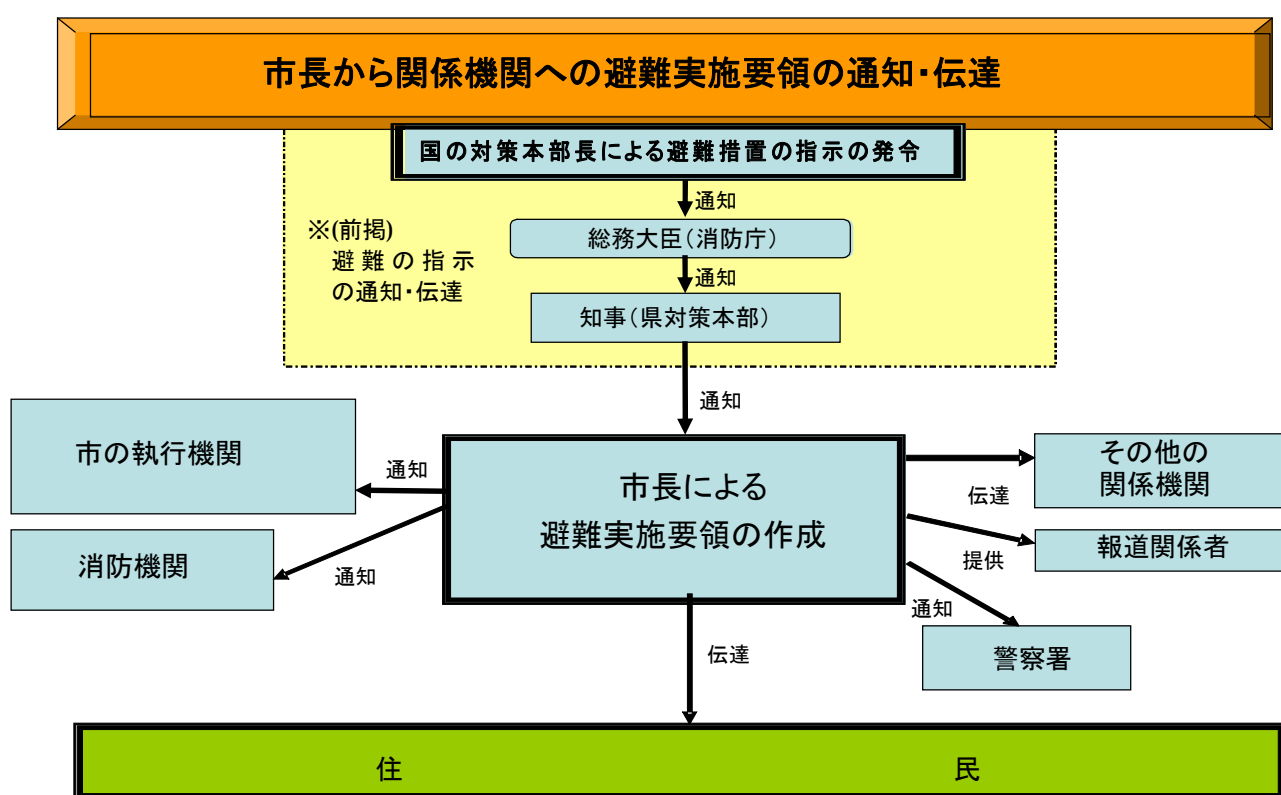 市長から関係機関への避難実施要領の通知・伝達
国の対策本部長による避難措置の指示の発令
通知
※(前掲)
避難の指示
の通知・伝達
総務大臣（消防庁）
通知
知事（県対策本部）
通知
市の執行機関
通知
市長による
避難実施要領の作成
その他の
関係機関
伝達
消防機関
通知
報道関係者
提供
通知
警察署
伝達
住民